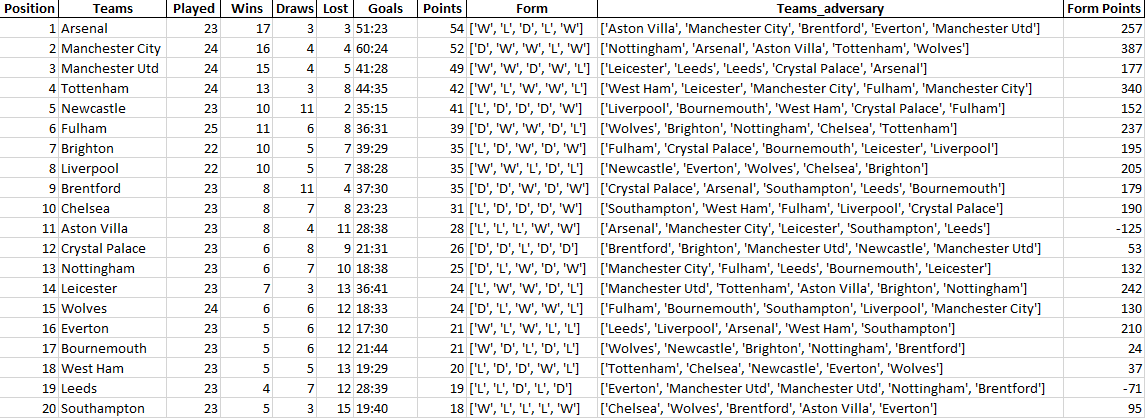 Position Teams Played Wins Draws Lost Goals Points Form Teams_adversary Form Points
1 Arsenal 23 17 3 3 51:23 54 ['W', 'L', 'D', 'L', 'W'] ['Aston Villa', 'Manchester City', 'Brentford', 'Everton', 'Manchester Utd'] 257
2 Manchester City 24 16 4 4 60:24 52 ['D', 'W', 'W', 'L', 'W'] ['Nottingham', 'Arsenal', 'Aston Villa', 'Tottenham', 'Wolves'] 387
3 Manchester Utd 24 15 4 5 41:28 49 ['W', 'W', 'D', 'W', 'L'] ['Leicester', 'Leeds', 'Leeds', 'Crystal Palace', 'Arsenal'] 177
4 Tottenham 24 13 3 8 44:35 42 ['W', 'L', 'W', 'W', 'L'] ['West Ham', 'Leicester', 'Manchester City', 'Fulham', 'Manchester City'] 340
5 Newcastle 23 10 11 2 35:15 41 ['L', 'D', 'D', 'D', 'W'] ['Liverpool', 'Bournemouth', 'West Ham', 'Crystal Palace', 'Fulham'] 152
6 Fulham 25 11 6 8 36:31 39 ['D', 'W', 'W', 'D', 'L'] ['Wolves', 'Brighton', 'Nottingham', 'Chelsea', 'Tottenham'] 237
7 Brighton 22 10 5 7 39:29 35 ['L', 'D', 'W', 'D', 'W'] ['Fulham', 'Crystal Palace', 'Bournemouth', 'Leicester', 'Liverpool'] 195
8 Liverpool 22 10 5 7 38:28 35 ['W', 'W', 'L', 'D', 'L'] ['Newcastle', 'Everton', 'Wolves', 'Chelsea', 'Brighton'] 205
9 Brentford 23 8 11 4 37:30 35 ['D', 'D', 'W', 'D', 'W'] ['Crystal Palace', 'Arsenal', 'Southampton', 'Leeds', 'Bournemouth'] 179
10 Chelsea 23 8 7 8 23:23 31 ['L', 'D', 'D', 'D', 'W'] ['Southampton', 'West Ham', 'Fulham', 'Liverpool', 'Crystal Palace'] 190
11 Aston Villa 23 8 4 11 28:38 28 ['L', 'L', 'L', 'W', 'W'] ['Arsenal', 'Manchester City', 'Leicester', 'Southampton', 'Leeds'] -125
12 Crystal Palace 23 6 8 9 21:31 26 ['D', 'D', 'L', 'D', 'D'] ['Brentford', 'Brighton', 'Manchester Utd', 'Newcastle', 'Manchester Utd'] 53
13 Nottingham 23 6 7 10 18:38 25 ['D', 'L', 'W', 'D', 'W'] ['Manchester City', 'Fulham', 'Leeds', 'Bournemouth', 'Leicester'] 132
14 Leicester 23 7 3 13 36:41 24 ['L', 'W', 'W', 'D', 'L'] ['Manchester Utd', 'Tottenham', 'Aston Villa', 'Brighton', 'Nottingham'] 242
15 Wolves 24 6 6 12 18:33 24 ['D', 'L', 'W', 'W', 'L'] ['Fulham', 'Bournemouth', 'Southampton', 'Liverpool', 'Manchester City'] 130
16 Everton 23 5 6 12 17:30 21 ['W', 'L', 'W', 'L', 'L'] ['Leeds', 'Liverpool', 'Arsenal', 'West Ham', 'Southampton'] 210
17 Bournemouth 23 5 6 12 21:44 21 ['W', 'D', 'L', 'D', 'L'] ['Wolves', 'Newcastle', 'Brighton', 'Nottingham', 'Brentford'] 24
18 West Ham 23 5 5 13 19:29 20 ['L', 'D', 'D', 'W', 'L'] ['Tottenham', 'Chelsea', 'Newcastle', 'Everton', 'Wolves'] 37
19 Leeds 23 4 7 12 28:39 19 ['L', 'L', 'D', 'L', 'D'] ['Everton', 'Manchester Utd', 'Manchester Utd', 'Nottingham', 'Brentford'] -71
20 Southampton 23 5 3 15 19:40 18 ['W', 'L', 'L', 'L', 'W'] ['Chelsea', 'Wolves', 'Brentford', 'Aston Villa', 'Everton'] 95